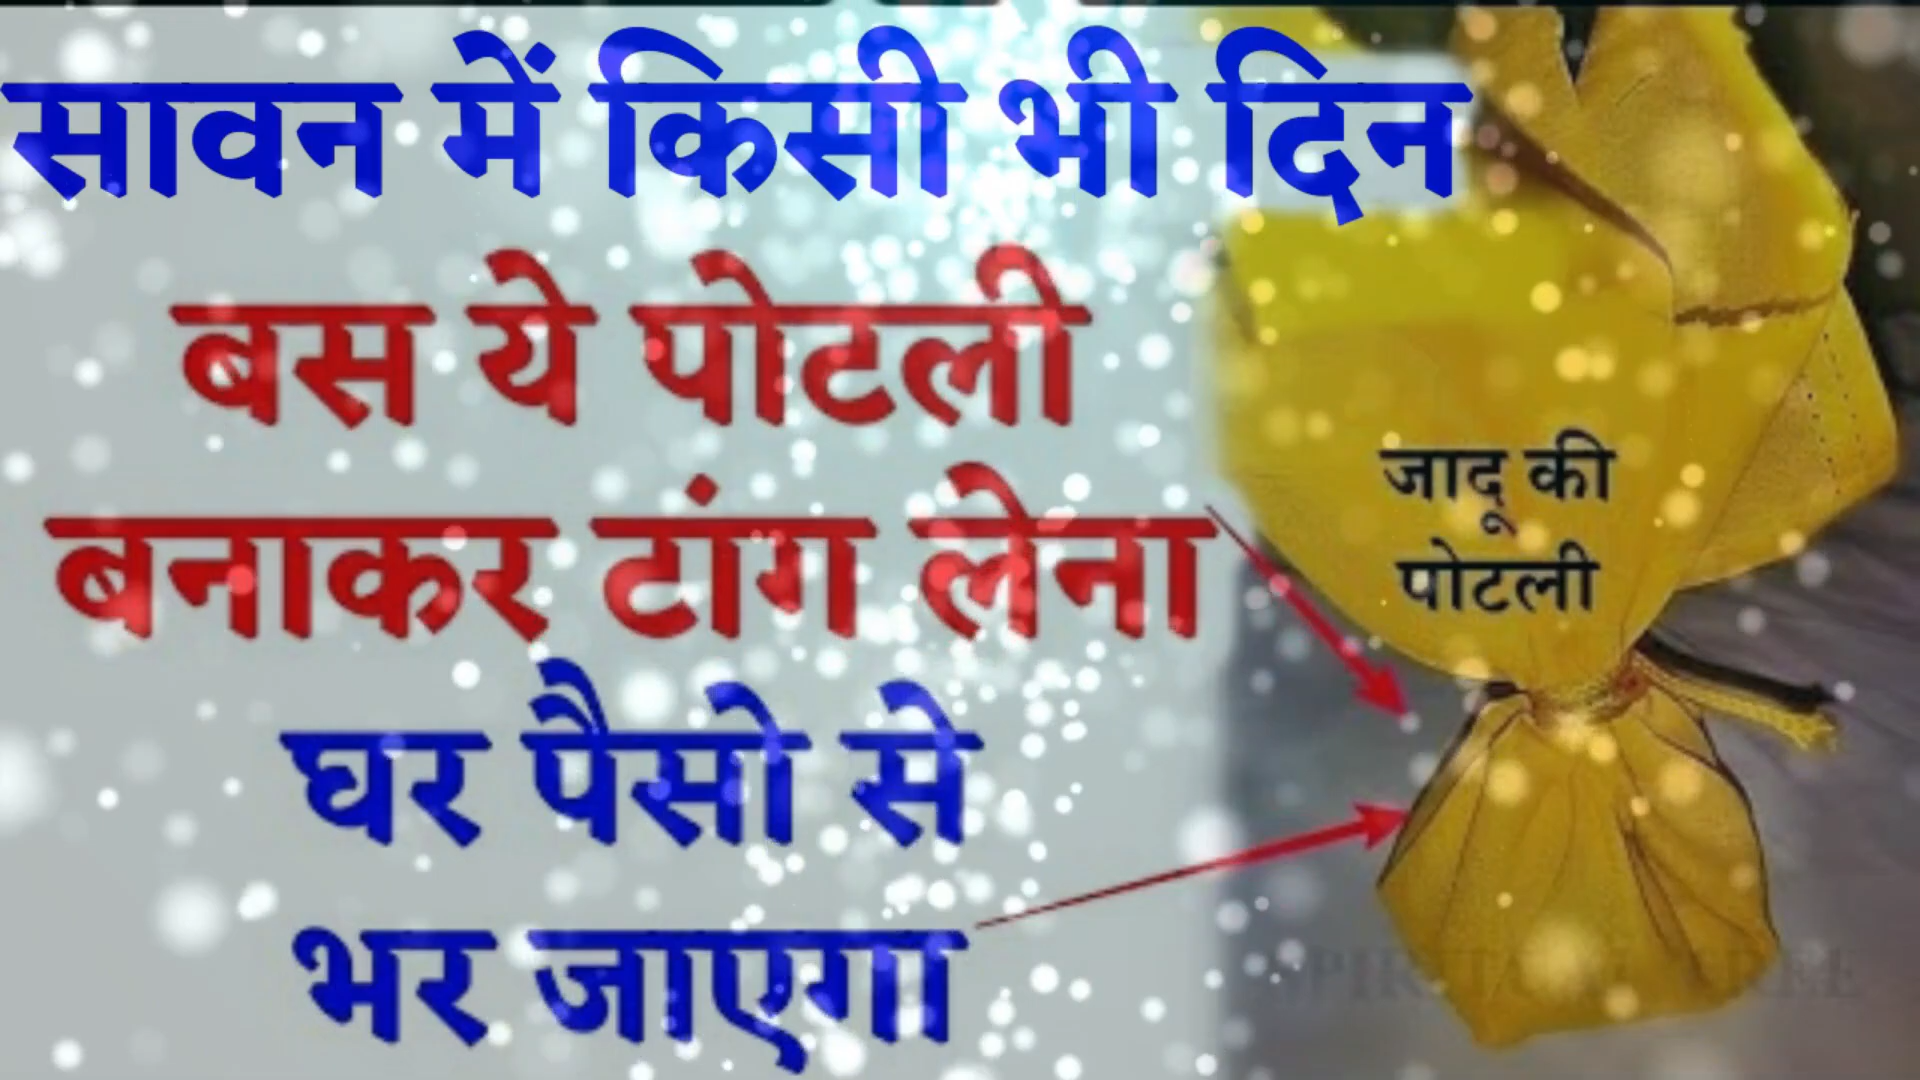 सावन में किसी भी दिन
बस ये पोटली
बनाकर टांग लेना
घर पैसो से
भर जाएगा
जादू की
पोटली